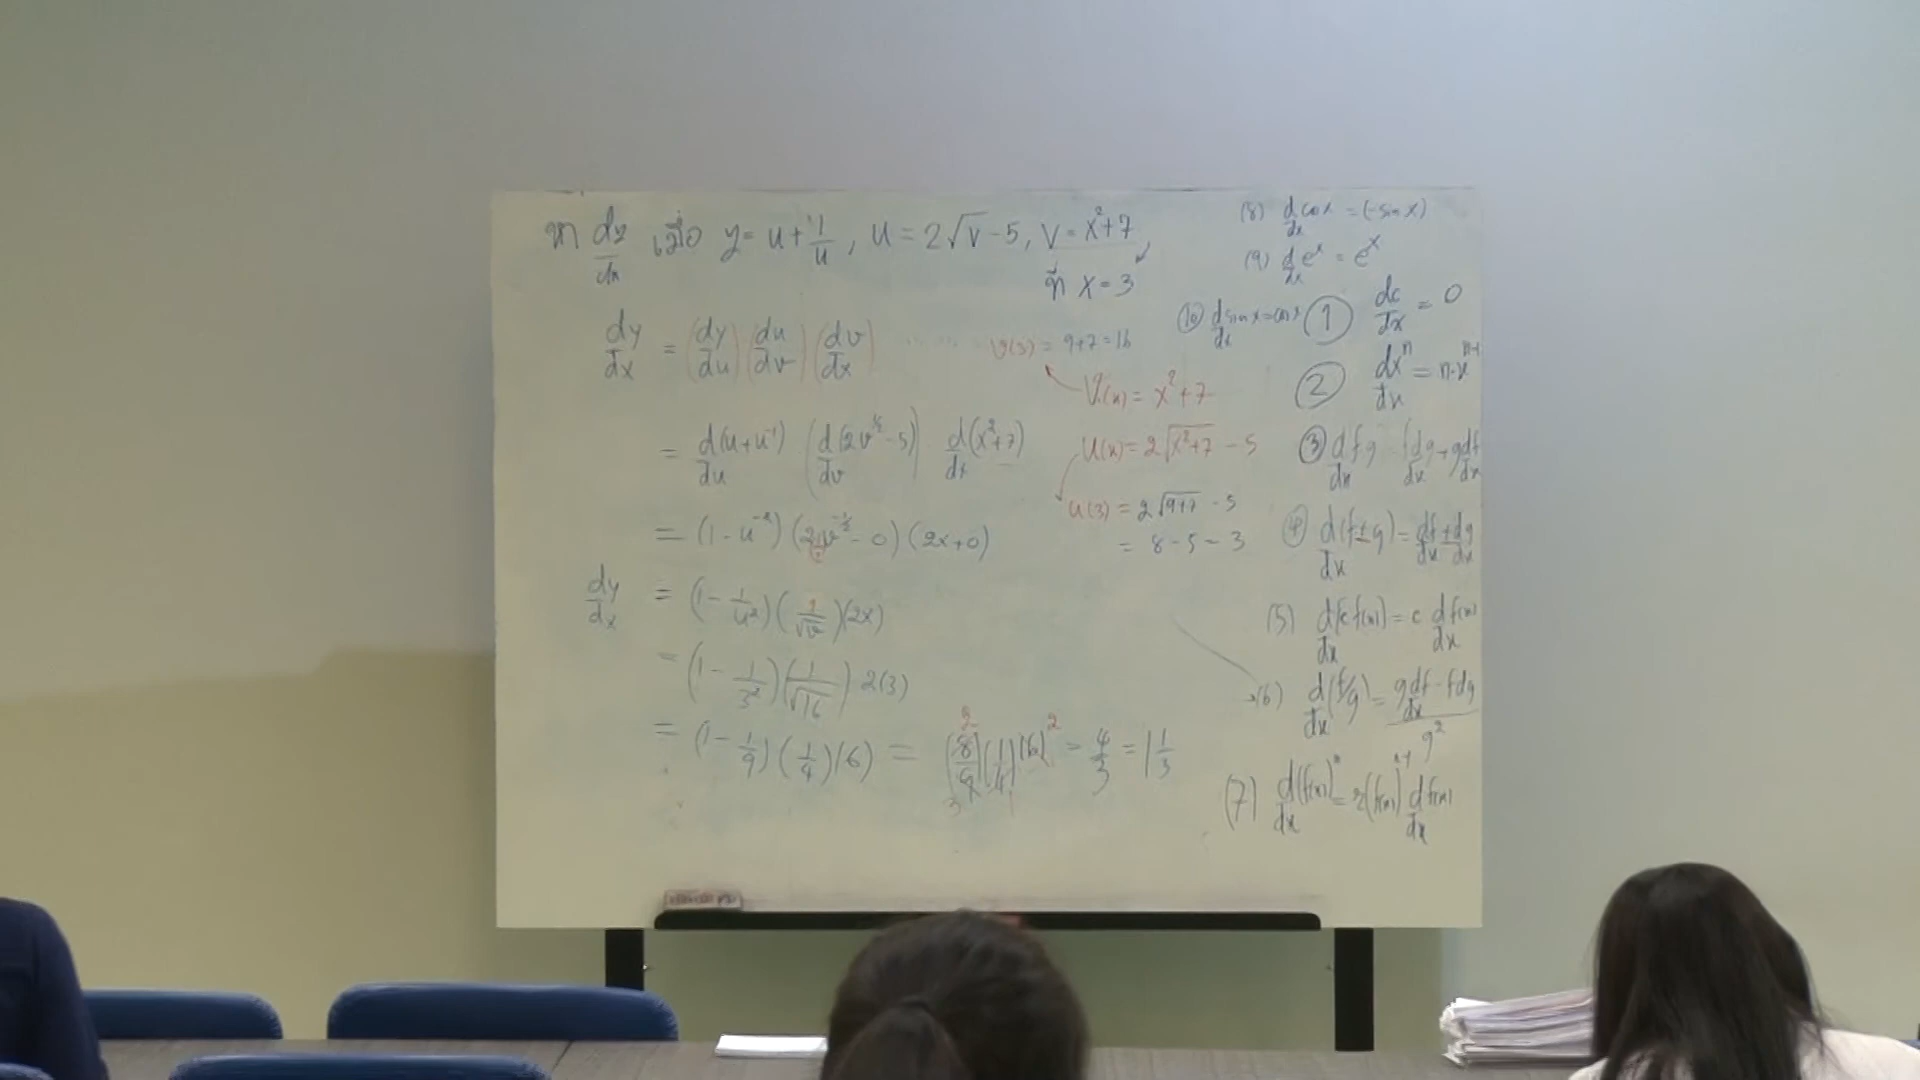 หา dy/dx เมื่อ y = u + 1/u , u = 2√v - 5, v = x²+7
ที่ x = 3
dy/dx = (dy/du)(du/dv)(dv/dx)
= d(u+u⁻¹)/du (d(2v^½ - 5)/dv) d(x²+7)/dx
= (1 - u⁻²)(2·½v^-½ - 0)(2x+0)
dy/dx = (1 - 1/u²)(1/√v)(2x)
= (1 - 1/3²)(1/√16) 2(3)
= (1 - 1/9)(1/4)(6) = (8/9)(1/4)(6) = 4/3 = 1 1/3
v(3) = 9+7 = 16
V(x) = x²+7
U(x) = 2√(x²+7) - 5
u(3) = 2√(9+7) - 5
= 8 - 5 = 3
(8) d/dx cos x = (-sin x)
(9) d/dx eˣ = eˣ
(10) d/dx sin x = cos x
① dc/dx = 0
② dxⁿ/dx = n·xⁿ⁻¹
③ d fg/dx = f dg/dx + g df/dx
④ d(f±g)/dx = df/dx ± dg/dx
(5) d(c f(x))/dx = c d f(x)/dx
(6) d(f/g)/dx = (g df/dx - f dg)/g²
(7) d(f(x))ⁿ/dx = n(f(x))ⁿ⁻¹ d f(x)/dx